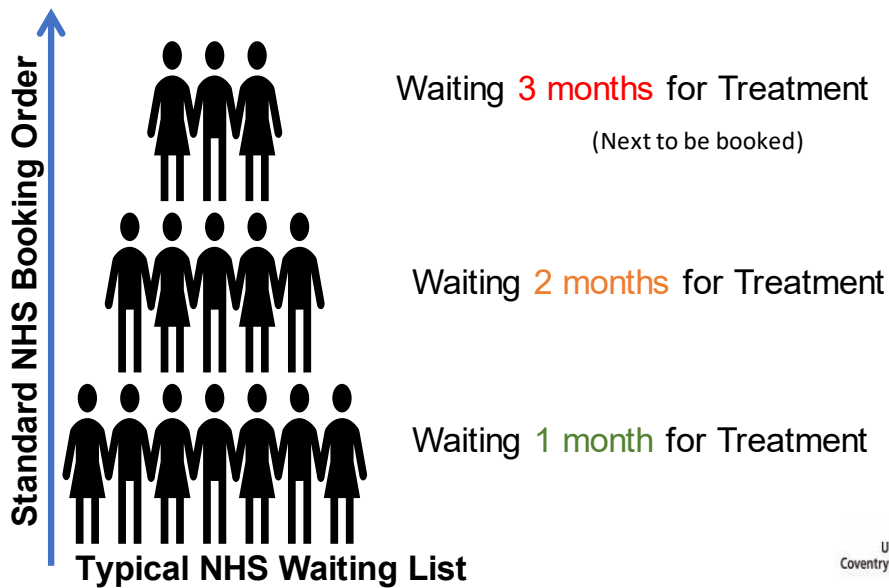 Standard NHS Booking Order
Waiting 3 months for Treatment
(Next to be booked)
Waiting 2 months for Treatment
Waiting 1 month for Treatment
Typical NHS Waiting List
U
Coventry